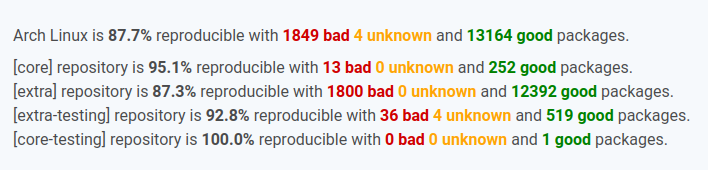 Arch Linux is 87.7% reproducible with 1849 bad 4 unknown and 13164 good packages.
[core] repository is 95.1% reproducible with 13 bad 0 unknown and 252 good packages.
[extra] repository is 87.3% reproducible with 1800 bad 0 unknown and 12392 good packages.
[extra-testing] repository is 92.8% reproducible with 36 bad 4 unknown and 519 good packages.
[core-testing] repository is 100.0% reproducible with 0 bad 0 unknown and 1 good packages.